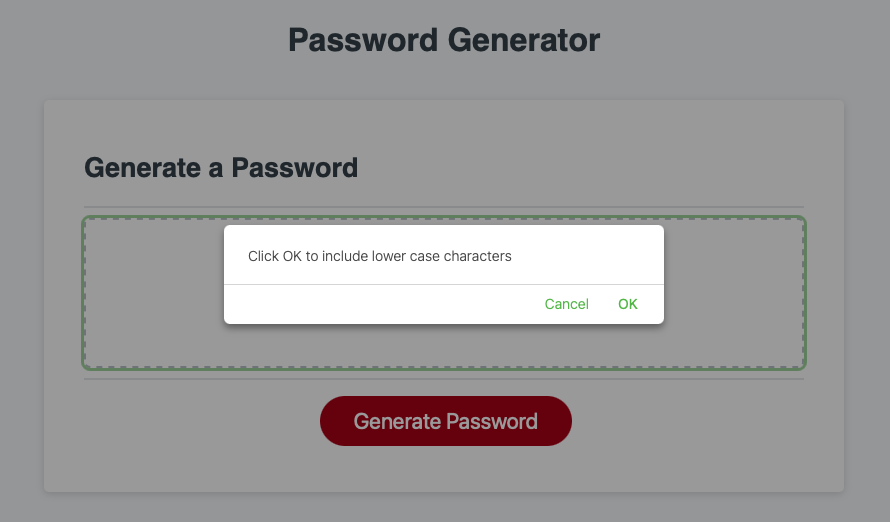 Password Generator
Generate a Password
Click OK to include lower case characters
Cancel OK
Generate Password